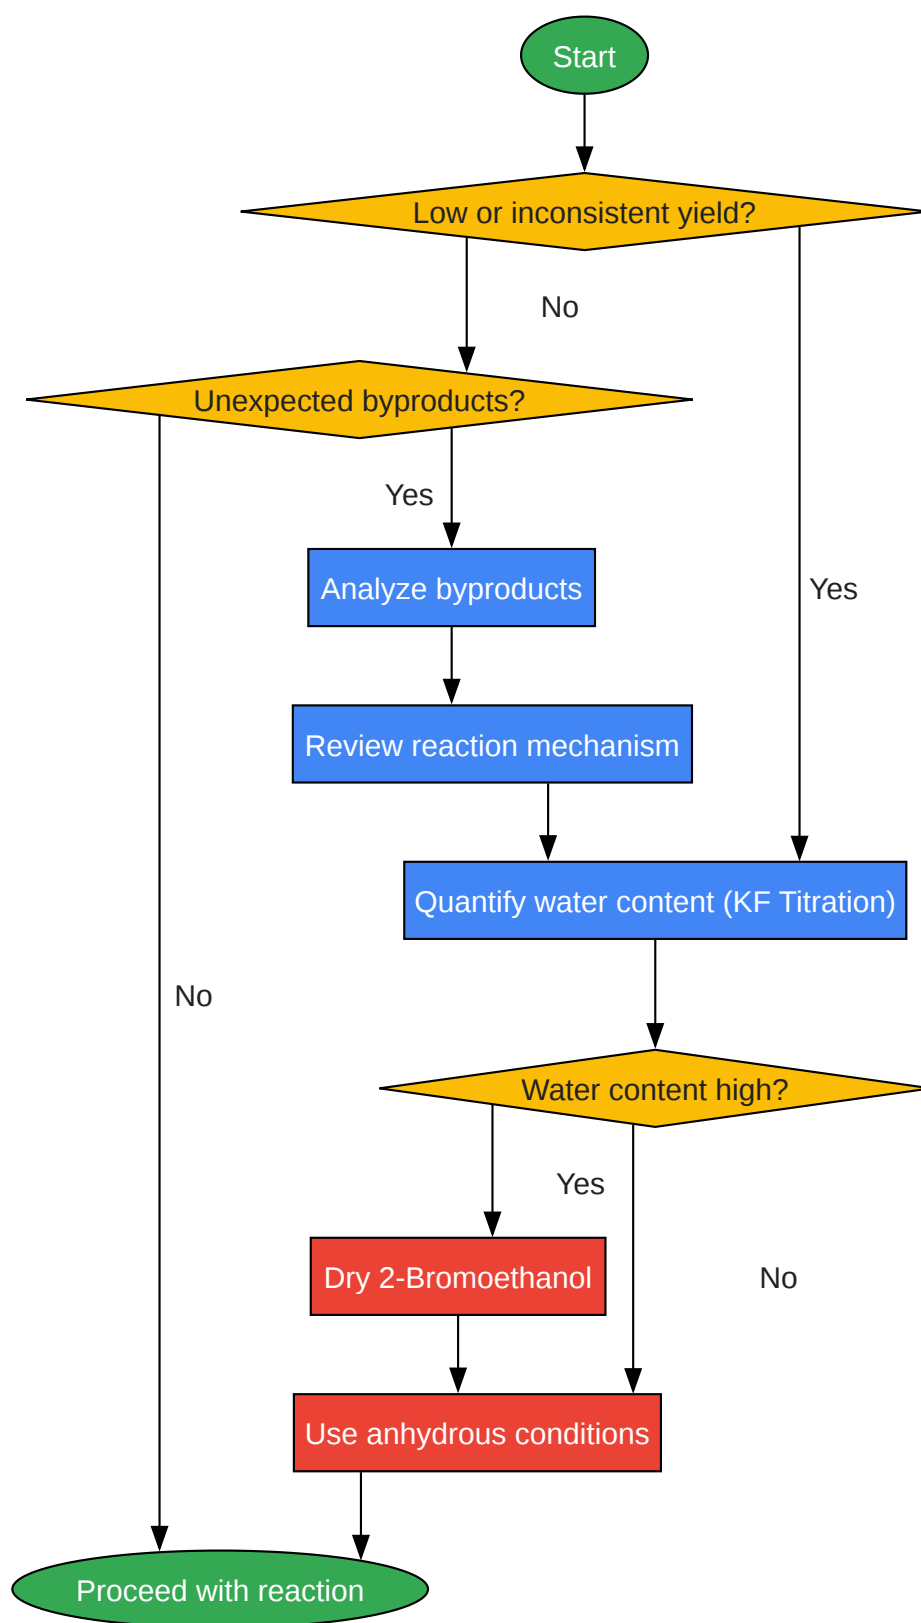 Start
Low or inconsistent yield?
No
Unexpected byproducts?
Yes
Analyze byproducts
Yes
Review reaction mechanism
Quantify water content (KF Titration)
No
Water content high?
Yes
Dry 2-Bromoethanol
No
Use anhydrous conditions
Proceed with reaction